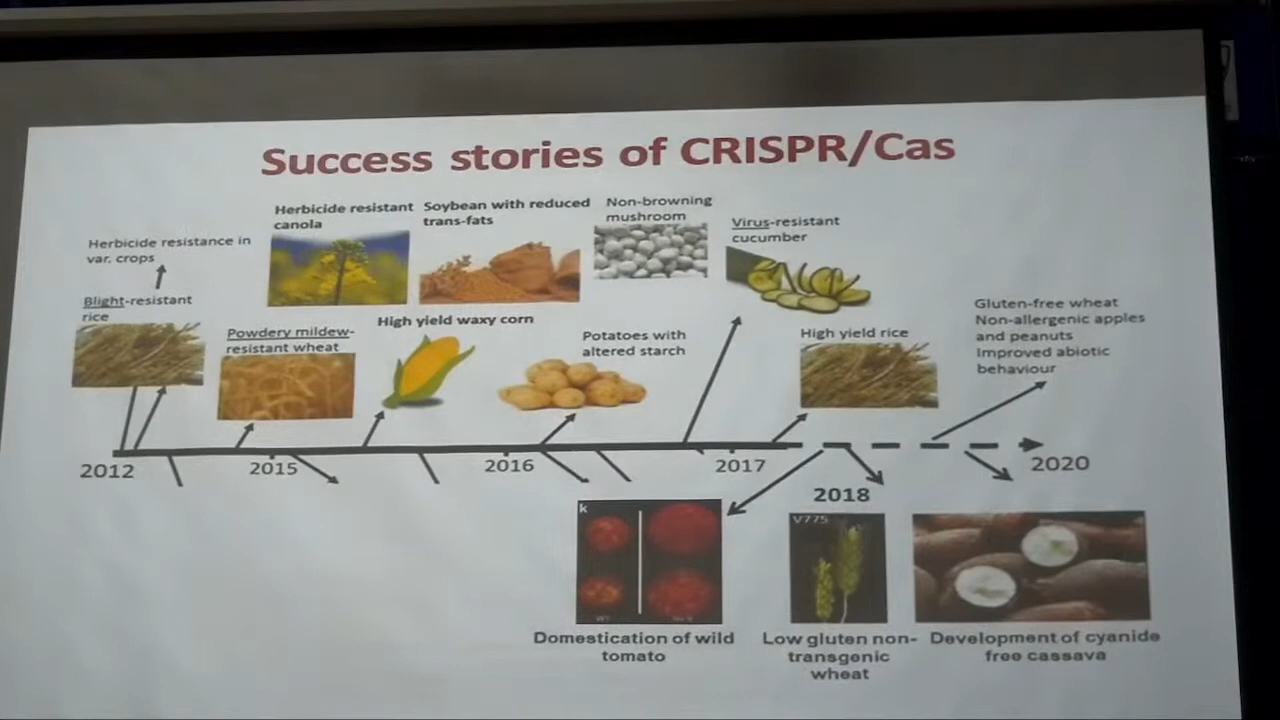 Success stories of CRISPR/Cas
Herbicide resistant
canola
Soybean with reduced
trans-fats
Non-browning
mushroom
Virus-resistant
cucumber
Herbicide resistance in
var. crops
Blight-resistant
rice
Powdery mildew-
resistant wheat
High yield waxy corn
Potatoes with
altered starch
High yield rice
Gluten-free wheat
Non-allergenic apples
and peanuts
Improved abiotic
behaviour
2012
2015
2016
2017
2018
2020
k
V775
Domestication of wild
tomato
Low gluten non-
transgenic
wheat
Development of cyanide
free cassava